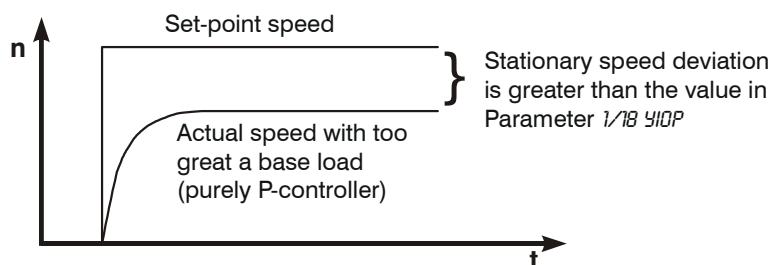 Set-point speed
n
Stationary speed deviation
is greater than the value in
Parameter 1/18 YIOP
Actual speed with too
great a base load
(purely P-controller)
t